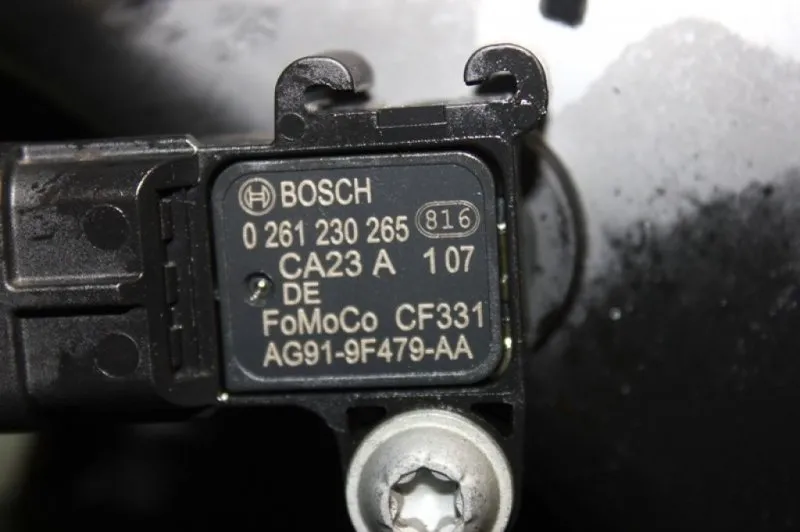 BOSCH
0 261 230 265 816
CA23 A 107
DE
FoMoCo CF331
AG91-9F479-AA